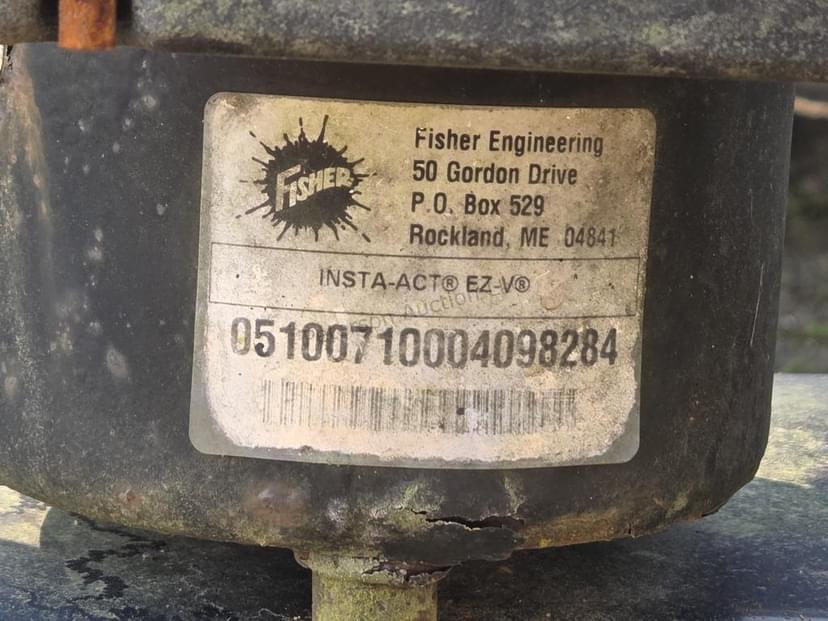 FISHER
Fisher Engineering
50 Gordon Drive
P.O. Box 529
Rockland, ME 04841
INSTA-ACT® EZ-V®
05100710004098284